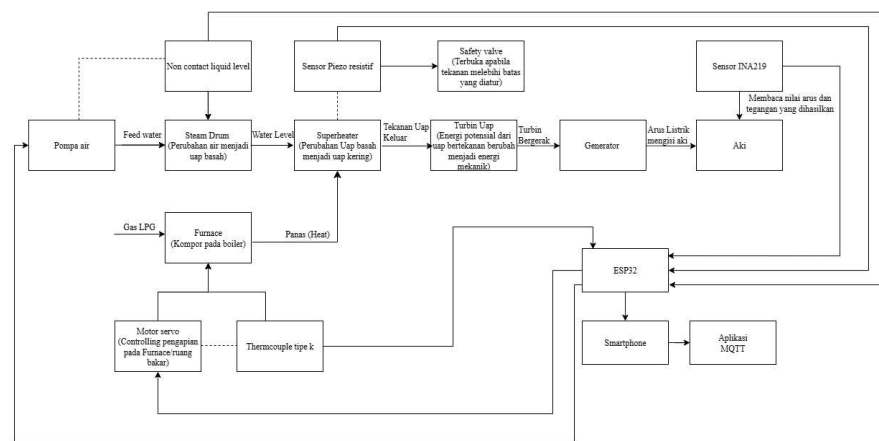 Non contact liquid level
Sensor Piezo resistif
Safety valve
(Terbuka apabila
tekanan melebihi batas
yang diatur)
Sensor INA219
Membaca nilai arus dan
tegangan yang dihasilkan
Pompa air
Feed water
Steam Drum
(Perubahan air menjadi
uap basah)
Water Level
Superheater
(Perubahan Uap basah
menjadi uap kering)
Tekanan Uap
Keluar
Turbin Uap
(Energi potensial dari
uap bertekanan berubah
menjadi energi
mekanik)
Turbin
Bergerak
Generator
Arus Listrik
mengisi aki
Aki
Gas LPG
Furnace
(Kompor pada boiler)
Panas (Heat)
ESP32
Motor servo
(Controlling pengapian
pada Furnace/ruang
bakar)
Thermcouple tipe k
Smartphone
Aplikasi
MQTT